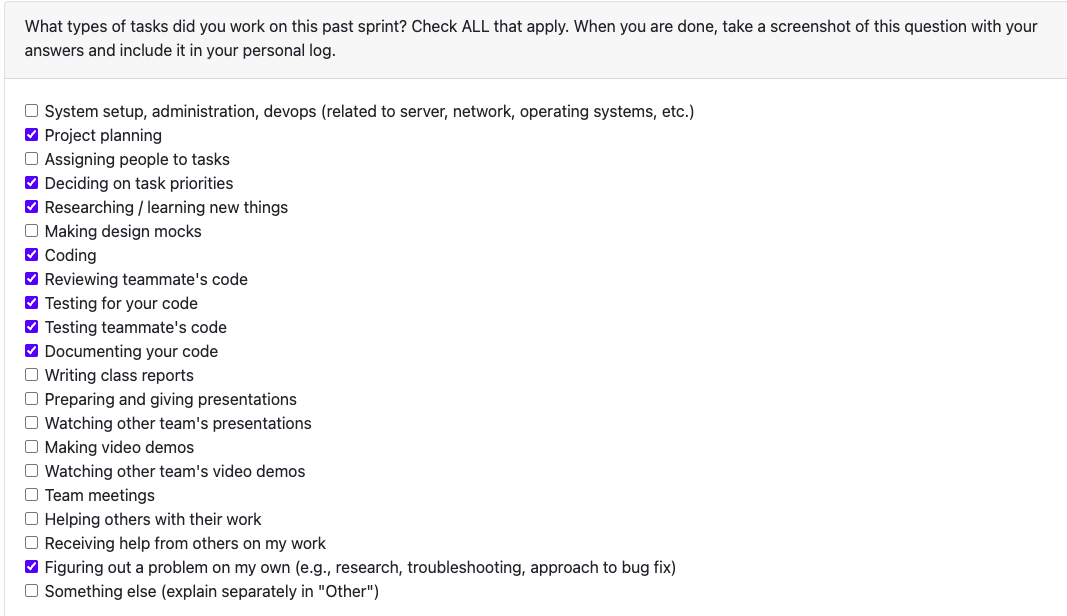 What types of tasks did you work on this past sprint? Check ALL that apply. When you are done, take a screenshot of this question with your
answers and include it in your personal log.
System setup, administration, devops (related to server, network, operating systems, etc.)
Project planning
Assigning people to tasks
Deciding on task priorities
Researching / learning new things
Making design mocks
Coding
Reviewing teammate's code
Testing for your code
Testing teammate's code
Documenting your code
Writing class reports
Preparing and giving presentations
Watching other team's presentations
Making video demos
Watching other team's video demos
Team meetings
Helping others with their work
Receiving help from others on my work
Figuring out a problem on my own (e.g., research, troubleshooting, approach to bug fix)
Something else (explain separately in "Other")